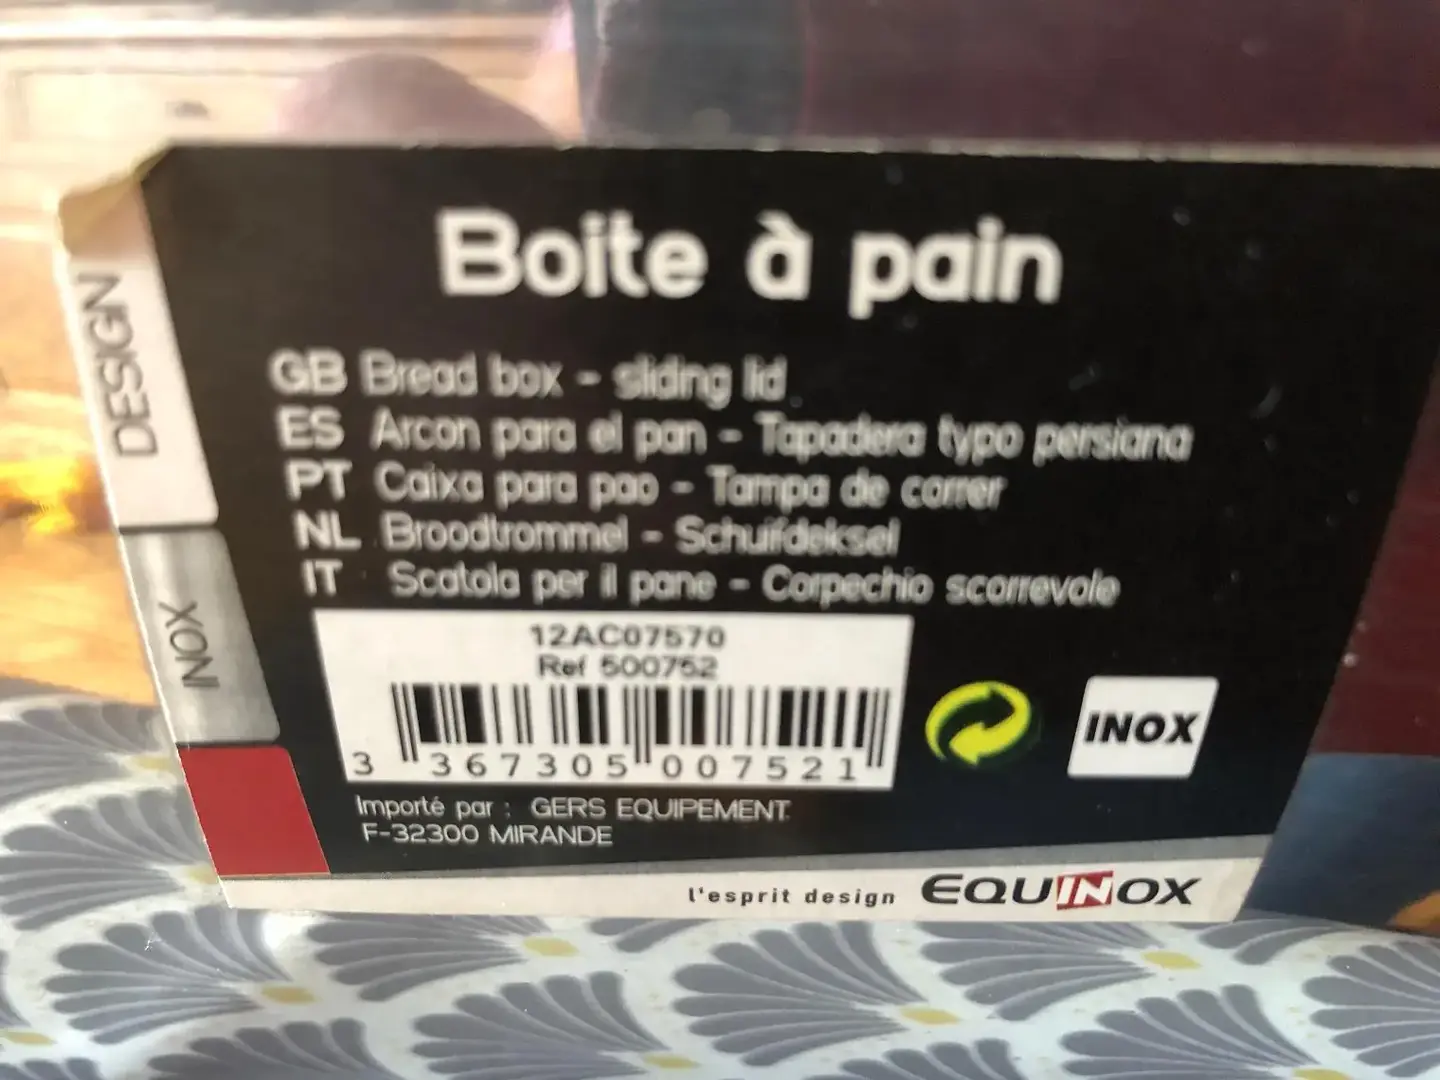 Boite à pain
GB Bread box - sliding lid
ES Arcon para el pan - Tapadera typo persiana
PT Caixa para pao - Tampa de correr
NL Broodtrommel - Schuifdeksel
IT Scatola per il pane - Corpechio scorrevole
DESIGN
INOX
12AC07570
Ref 500752
3 367305 007521
INOX
Importé par : GERS EQUIPEMENT
F-32300 MIRANDE
l'esprit design EQUINOX